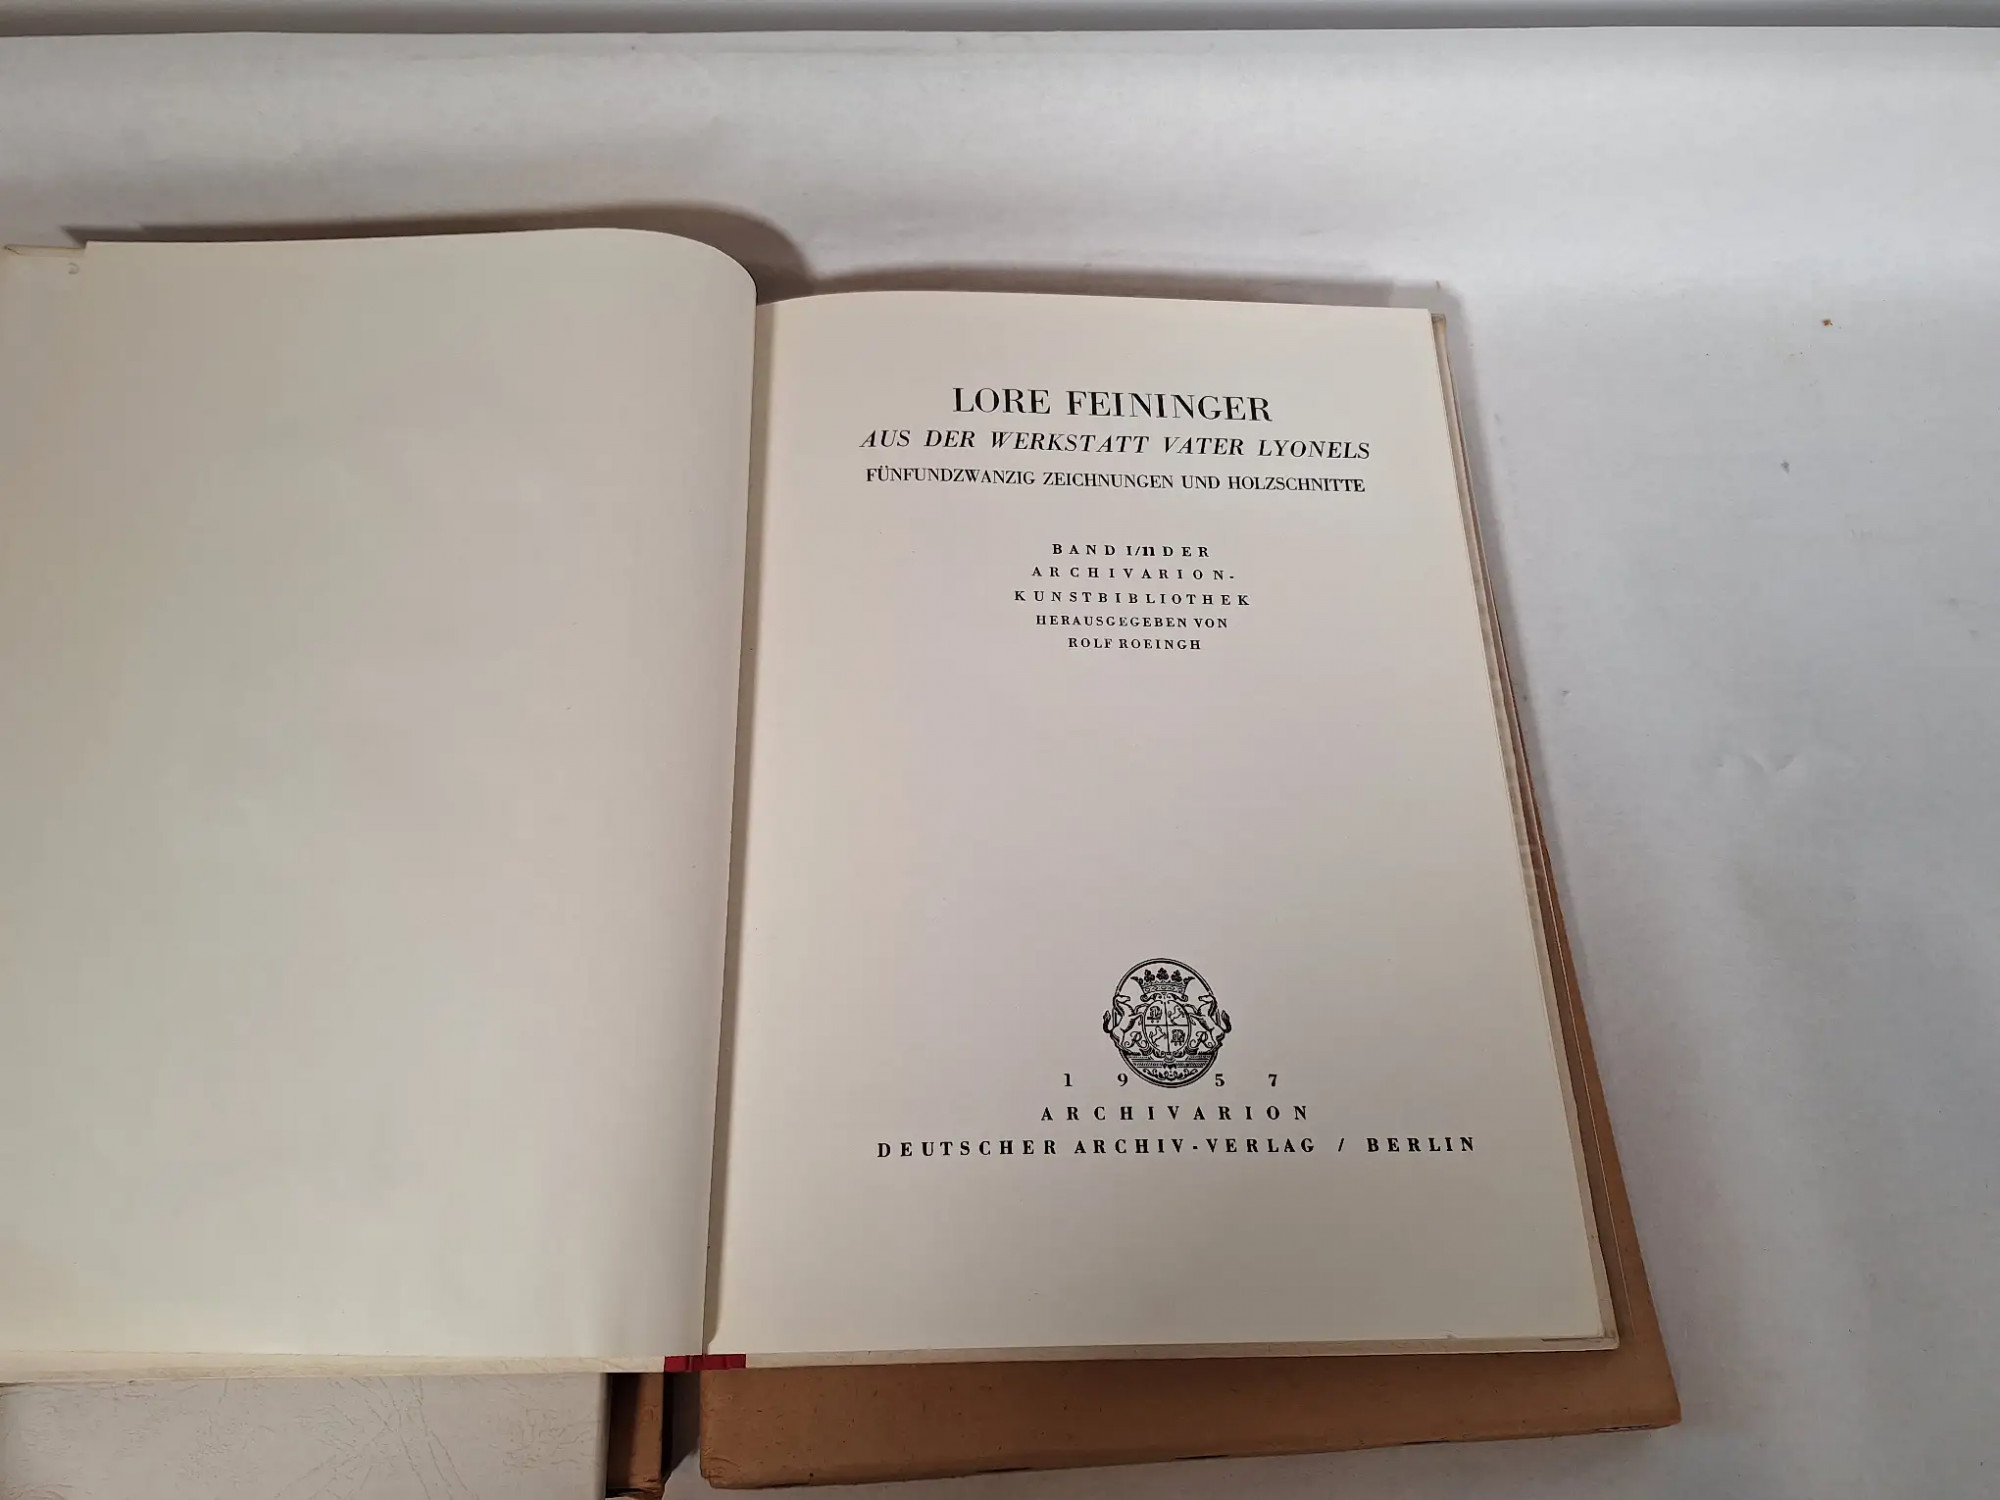 LORE FEININGER
AUS DER WERKSTATT VATER LYONELS
FÜNFUNDZWANZIG ZEICHNUNGEN UND HOLZSCHNITTE
BAND I/11 DER
ARCHIVARION-
KUNSTBIBLIOTHEK
HERAUSGEGEBEN VON
ROLF ROEINGH
R R
1957
ARCHIVARION
DEUTSCHER ARCHIV-VERLAG / BERLIN